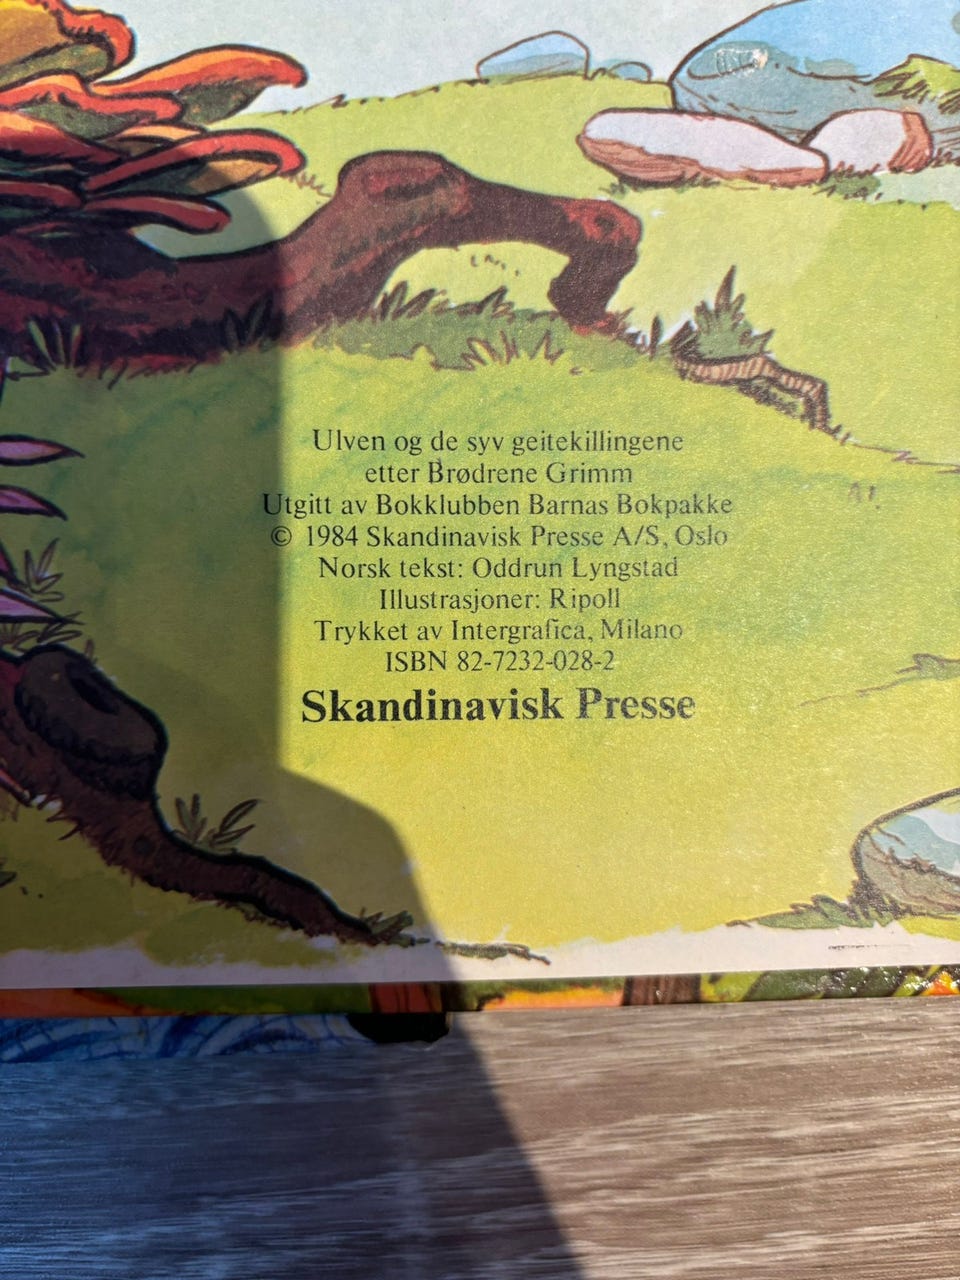 Ulven og de syv geitekillingene
etter Brødrene Grimm
Utgitt av Bokklubben Barnas Bokpakke
© 1984 Skandinavisk Presse A/S, Oslo
Norsk tekst: Oddrun Lyngstad
Illustrasjoner: Ripoll
Trykket av Intergrafica, Milano
ISBN 82-7232-028-2
Skandinavisk Presse